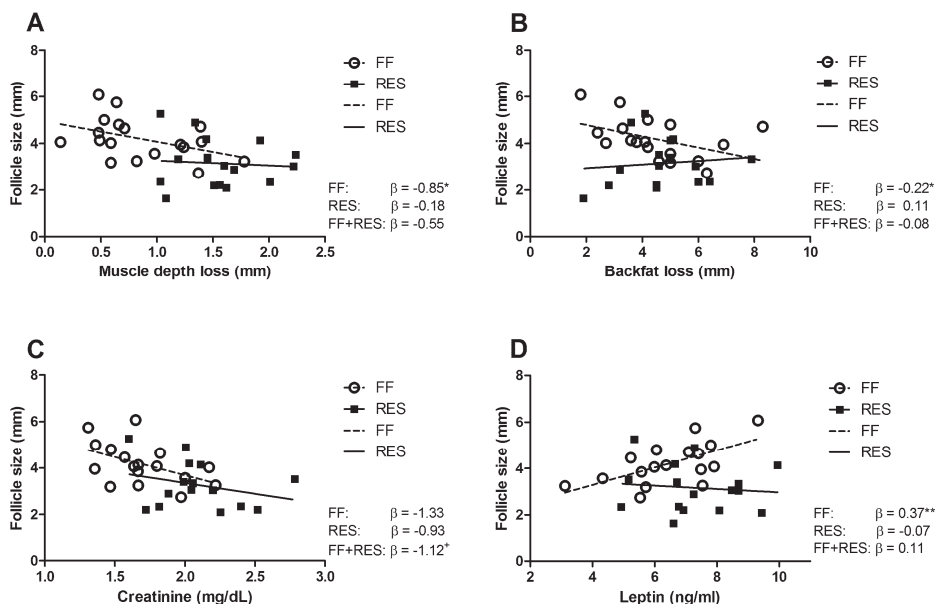 A
Follicle size (mm)
8
6
4
2
0
0.0 0.5 1.0 1.5 2.0 2.5
Muscle depth loss (mm)
FF
RES
FF
RES
FF: β = -0.85*
RES: β = -0.18
FF+RES: β = -0.55
B
Follicle size (mm)
8
6
4
2
0
0 2 4 6 8 10
Backfat loss (mm)
FF
RES
FF
RES
FF: β = -0.22*
RES: β = 0.11
FF+RES: β = -0.08
C
Follicle size (mm)
8
6
4
2
0
1.0 1.5 2.0 2.5 3.0
Creatinine (mg/dL)
FF
RES
FF
RES
FF: β = -1.33
RES: β = -0.93
FF+RES: β = -1.12+
D
Follicle size (mm)
8
6
4
2
0
2 4 6 8 10
Leptin (ng/ml)
FF
RES
FF
RES
FF: β = 0.37**
RES: β = -0.07
FF+RES: β = 0.11